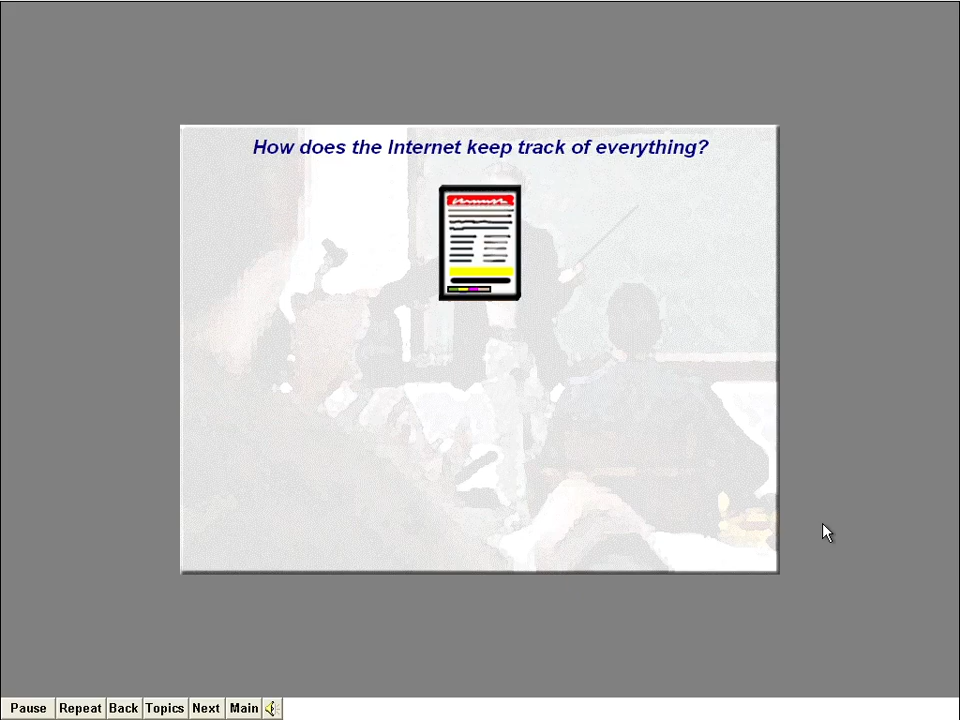 How does the Internet keep track of everything?
Pause Repeat Back Topics Next Main